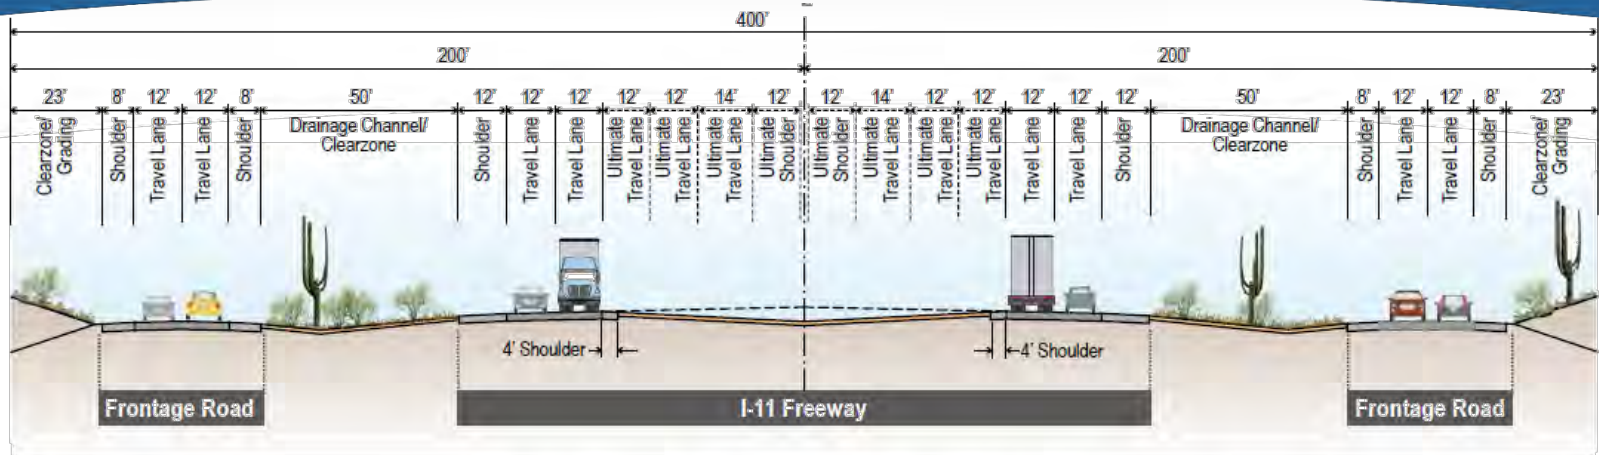 400'
200' 200'
23' 8' 12' 12' 8' 50' 12' 12' 12' 12' 12' 14' 12' 12' 14' 12' 12' 12' 12' 12' 50' 8' 12' 12' 8' 23'
Clearzone/
Grading
Shoulder
Travel Lane
Travel Lane
Shoulder
Drainage Channel/
Clearzone
Shoulder
Travel Lane
Travel Lane
Ultimate
Travel Lane
Ultimate
Travel Lane
Ultimate
Travel Lane
Ultimate
Shoulder
Ultimate
Shoulder
Ultimate
Travel Lane
Ultimate
Travel Lane
Ultimate
Travel Lane
Travel Lane
Travel Lane
Shoulder
Drainage Channel/
Clearzone
Shoulder
Travel Lane
Travel Lane
Shoulder
Clearzone/
Grading
4' Shoulder
4' Shoulder
Frontage Road
I-11 Freeway
Frontage Road